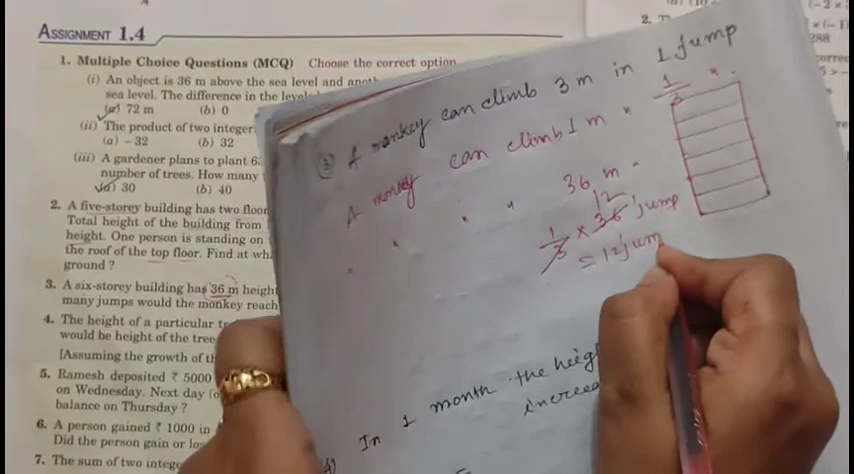 ASSIGNMENT 1.4
1. Multiple Choice Questions (MCQ) Choose the correct option
(i) An object is 36 m above the sea level and anoth
sea level. The difference in the level
(a) 72 m (b) 0
(ii) The product of two integer
(a) – 32 (b) 32
(iii) A gardener plans to plant 63
number of trees. How many
(a) 30 (b) 40
2. A five-storey building has two floor
Total height of the building from
height. One person is standing on
the roof of the top floor. Find at wh
ground ?
3. A six-storey building has 36 m height
many jumps would the monkey reach
4. The height of a particular tr
would be height of the tree
[Assuming the growth of th
5. Ramesh deposited ₹ 5000
on Wednesday. Next day (o
balance on Thursday ?
6. A person gained ₹ 1000 in
Did the person gain or los
7. The sum of two intege
(3) A monkey can climb 3 m in 1 jump
A monkey can climb 1 m " 1/3 " .
" " " " 36 m "
12
1/3 × 36 jump
= 12 jum
4) In 1 month the heigh
increea
2.
288